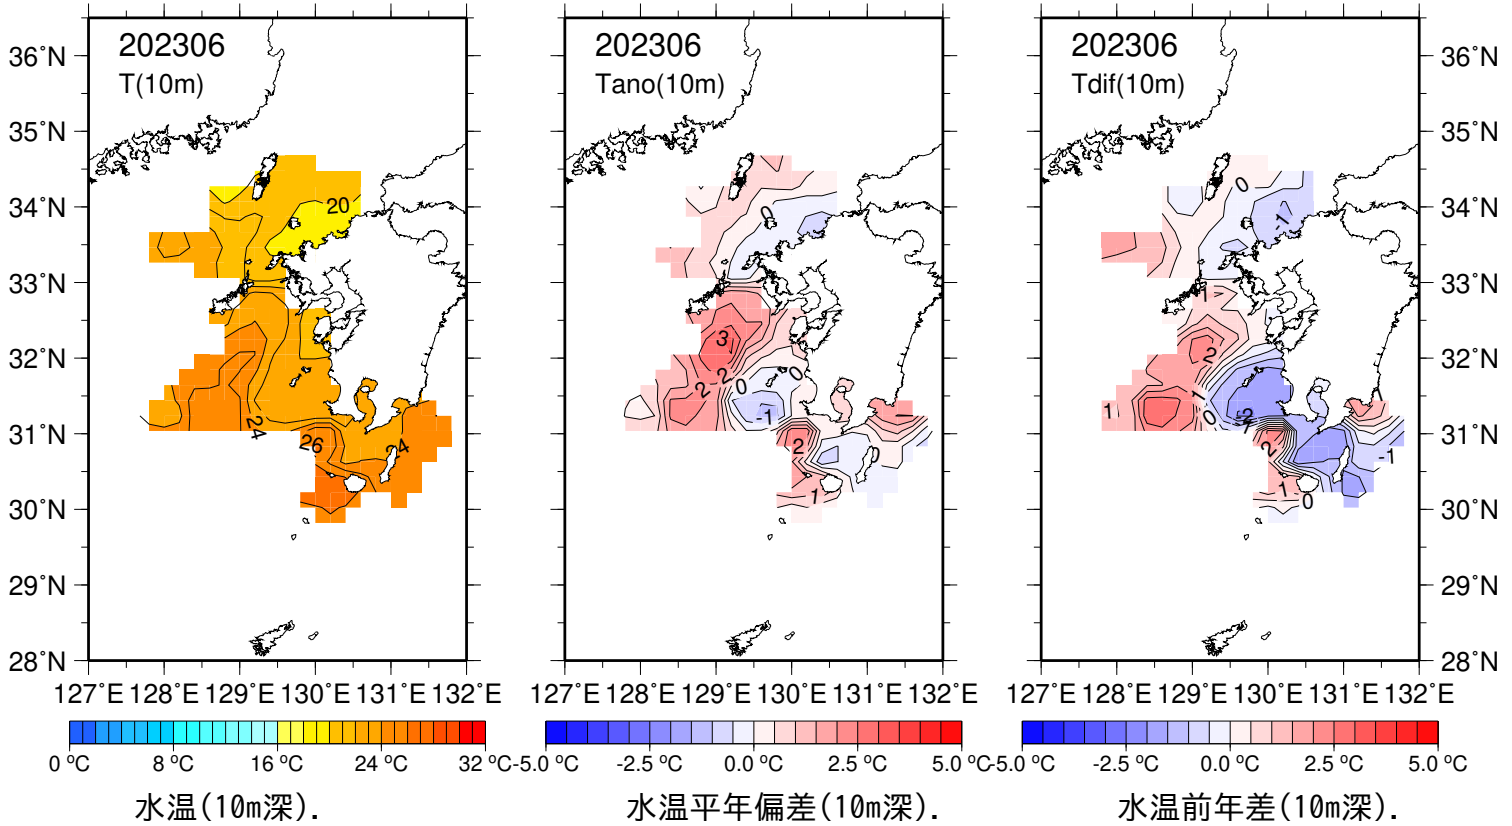 202306
T(10m)
202306
Tano(10m)
202306
Tdif(10m)
36°N
35°N
34°N
33°N
32°N
31°N
30°N
29°N
28°N
36°N
35°N
34°N
33°N
32°N
31°N
30°N
29°N
28°N
20
24
26
24
0
3
2
2
0
0
-1
2
0
1
0
-1
1
2
1
1
0
-2
2
1
-1
1
0
127°E 128°E 129°E 130°E 131°E 132°E
127°E 128°E 129°E 130°E 131°E 132°E
127°E 128°E 129°E 130°E 131°E 132°E
0 °C 8 °C 16 °C 24 °C 32 °C
-5.0 °C -2.5 °C 0.0 °C 2.5 °C 5.0 °C
-5.0 °C -2.5 °C 0.0 °C 2.5 °C 5.0 °C
水温(10m深).
水温平年偏差(10m深).
水温前年差(10m深).